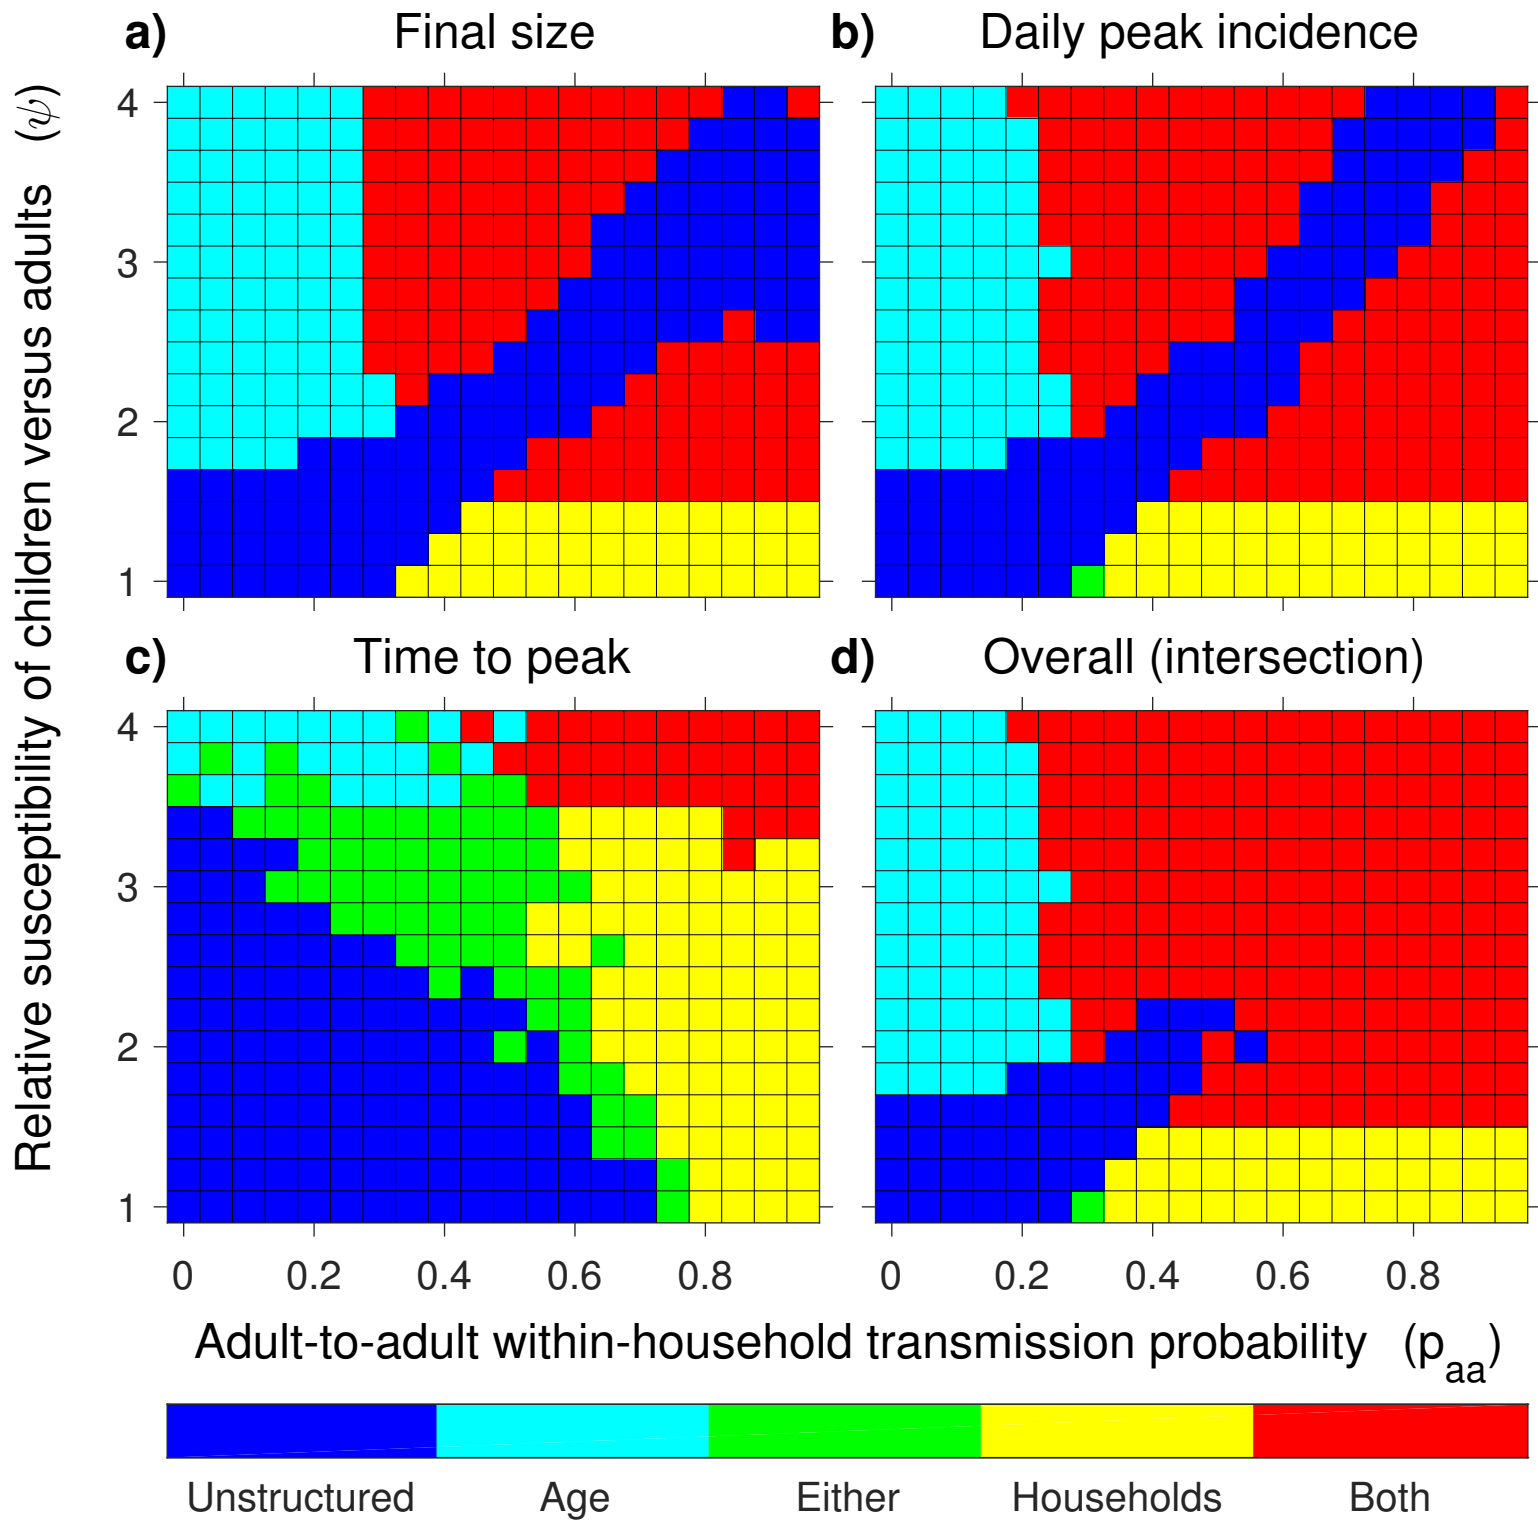 a) Final size
b) Daily peak incidence
Relative susceptibility of children versus adults (ψ)
4
3
2
1
c) Time to peak
d) Overall (intersection)
4
3
2
1
0 0.2 0.4 0.6 0.8
0 0.2 0.4 0.6 0.8
Adult-to-adult within-household transmission probability (p_aa)
Unstructured Age Either Households Both